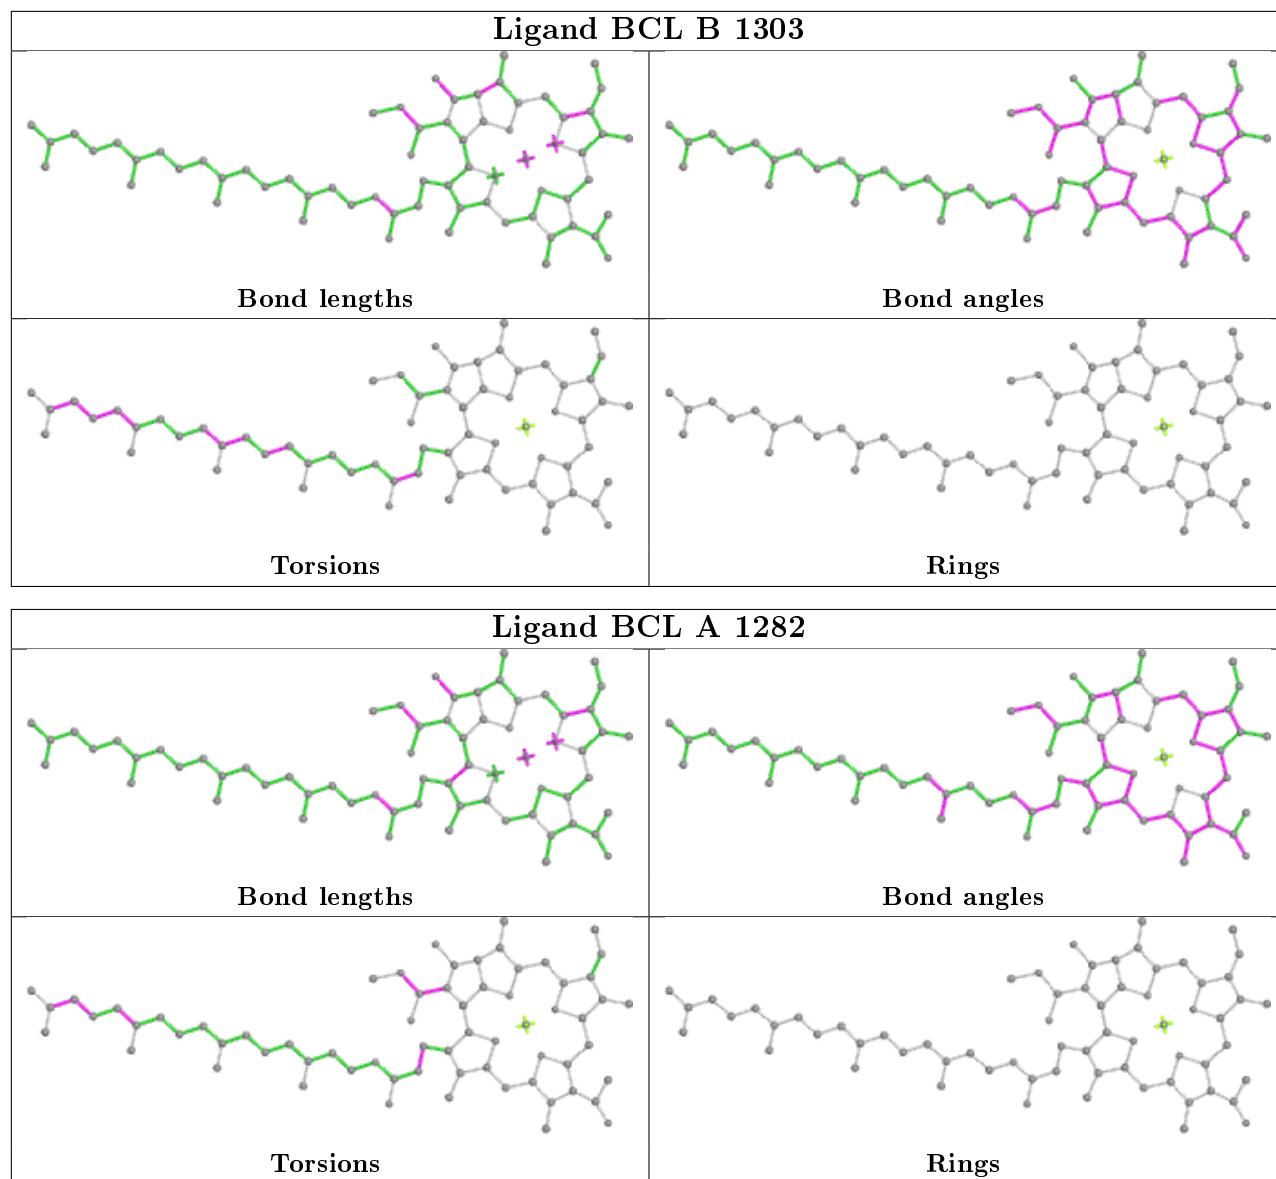 Ligand BCL B 1303
Bond lengths
Bond angles
Torsions
Rings
Ligand BCL A 1282
Bond lengths
Bond angles
Torsions
Rings